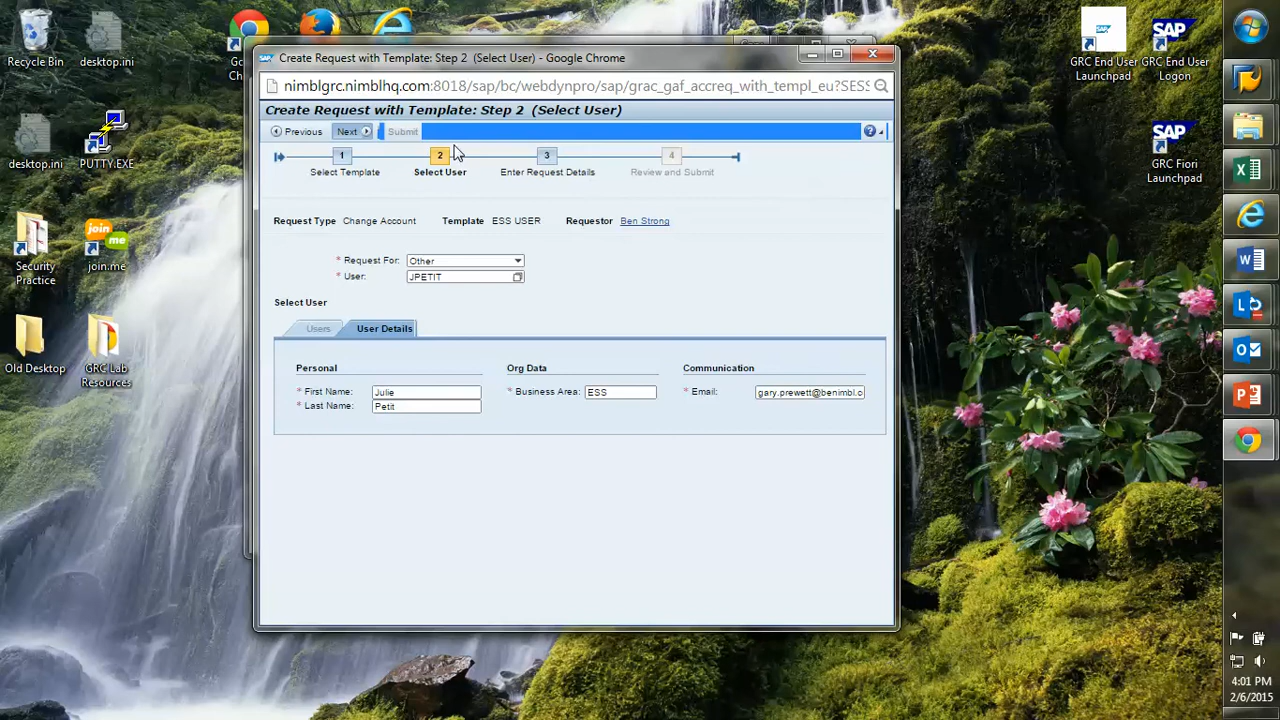 Recycle Bin
desktop.ini
SAP
SAP
SAP
GRC End User
Launchpad
GRC End User
Logon
Create Request with Template: Step 2 (Select User) - Google Chrome
nimblgrc.nimblhq.com:8018/sap/bc/webdynpro/sap/grac_gaf_accreq_with_templ_eu?SESS
Create Request with Template: Step 2 (Select User)
Previous
Next
Submit
?
1
2
3
4
Select Template
Select User
Enter Request Details
Review and Submit
desktop.ini
PUTTY.EXE
SAP
GRC Fiori
Launchpad
Request Type Change Account Template ESS USER Requestor Ben Strong
* Request For: Other
* User: JPETIT
join
me
Security
Practice
join.me
Select User
Users
User Details
Old Desktop
GRC Lab
Resources
Personal
Org Data
Communication
* First Name: Julie
* Business Area: ESS
* Email: gary.prewett@benimbl.c
* Last Name: Petit
4:01 PM
2/6/2015